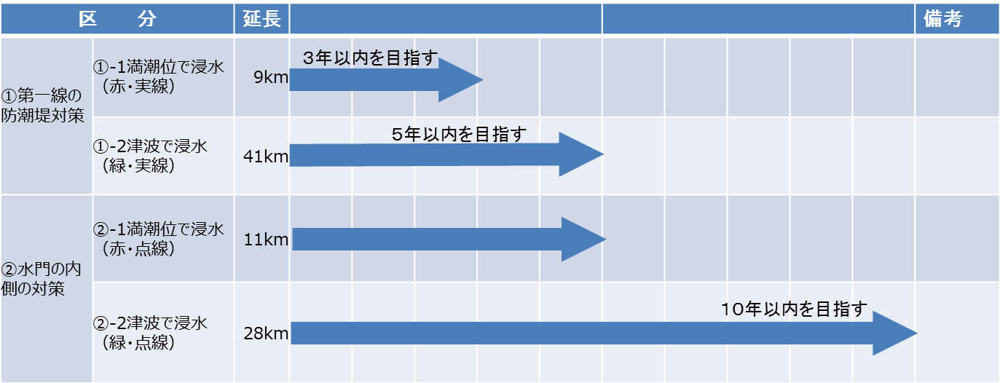 区　　分 延長 備考
①第一線の
防潮堤対策
①-1満潮位で浸水
（赤・実線）
9km
３年以内を目指す
①-2津波で浸水
（緑・実線）
41km
５年以内を目指す
②水門の内
側の対策
②-1満潮位で浸水
（赤・点線）
11km
②-2津波で浸水
（緑・点線）
28km
１０年以内を目指す